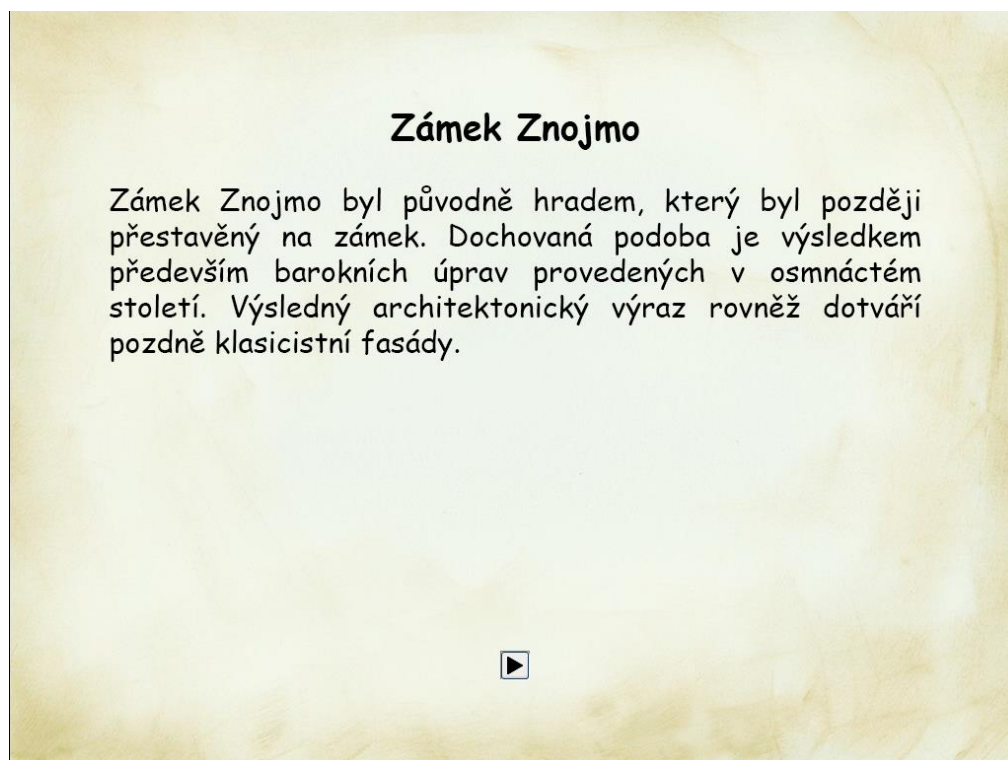 Zámek Znojmo
Zámek Znojmo byl původně hradem, který byl později
přestavěný na zámek. Dochovaná podoba je výsledkem
především barokních úprav provedených v osmnáctém
století. Výsledný architektonický výraz rovněž dotváří
pozdně klasicistní fasády.